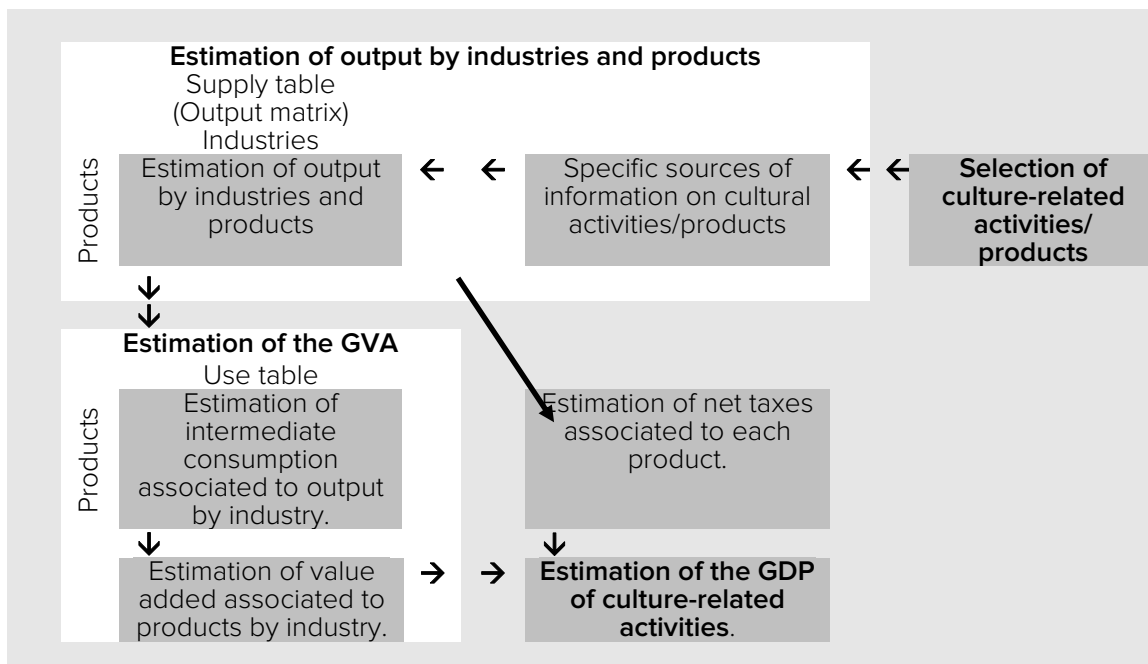 Estimation of output by industries and products
Supply table
(Output matrix)
Industries
Products
Estimation of output
by industries and
products
Specific sources of
information on cultural
activities/products
Selection of
culture-related
activities/
products
Estimation of the GVA
Use table
Products
Estimation of
intermediate
consumption
associated to output
by industry.
Estimation of net taxes
associated to each
product.
Estimation of value
added associated to
products by industry.
Estimation of the GDP
of culture-related
activities.